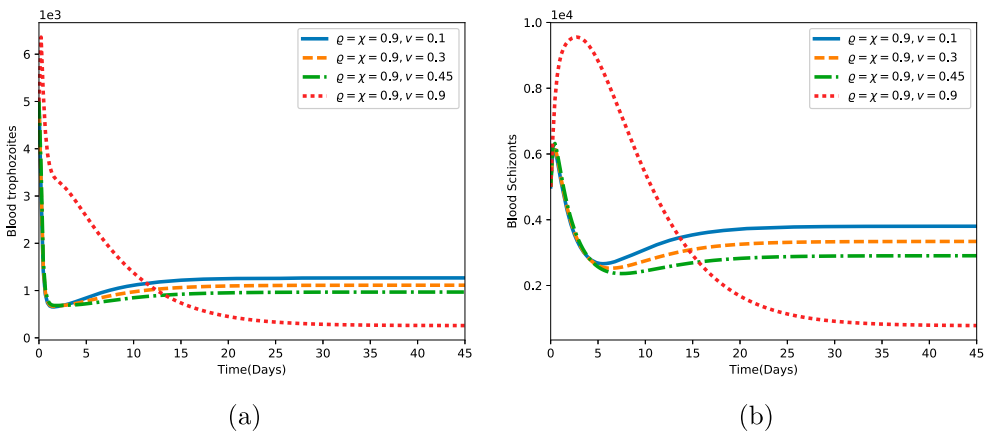 1e3
6
5
4
3
2
1
0
Blood trophozoites
0 5 10 15 20 25 30 35 40 45
Time(Days)
ϱ = χ = 0.9, v = 0.1
ϱ = χ = 0.9, v = 0.3
ϱ = χ = 0.9, v = 0.45
ϱ = χ = 0.9, v = 0.9
(a)
1e4
1.0
0.8
0.6
0.4
0.2
Blood Schizonts
0 5 10 15 20 25 30 35 40 45
Time(Days)
ϱ = χ = 0.9, v = 0.1
ϱ = χ = 0.9, v = 0.3
ϱ = χ = 0.9, v = 0.45
ϱ = χ = 0.9, v = 0.9
(b)